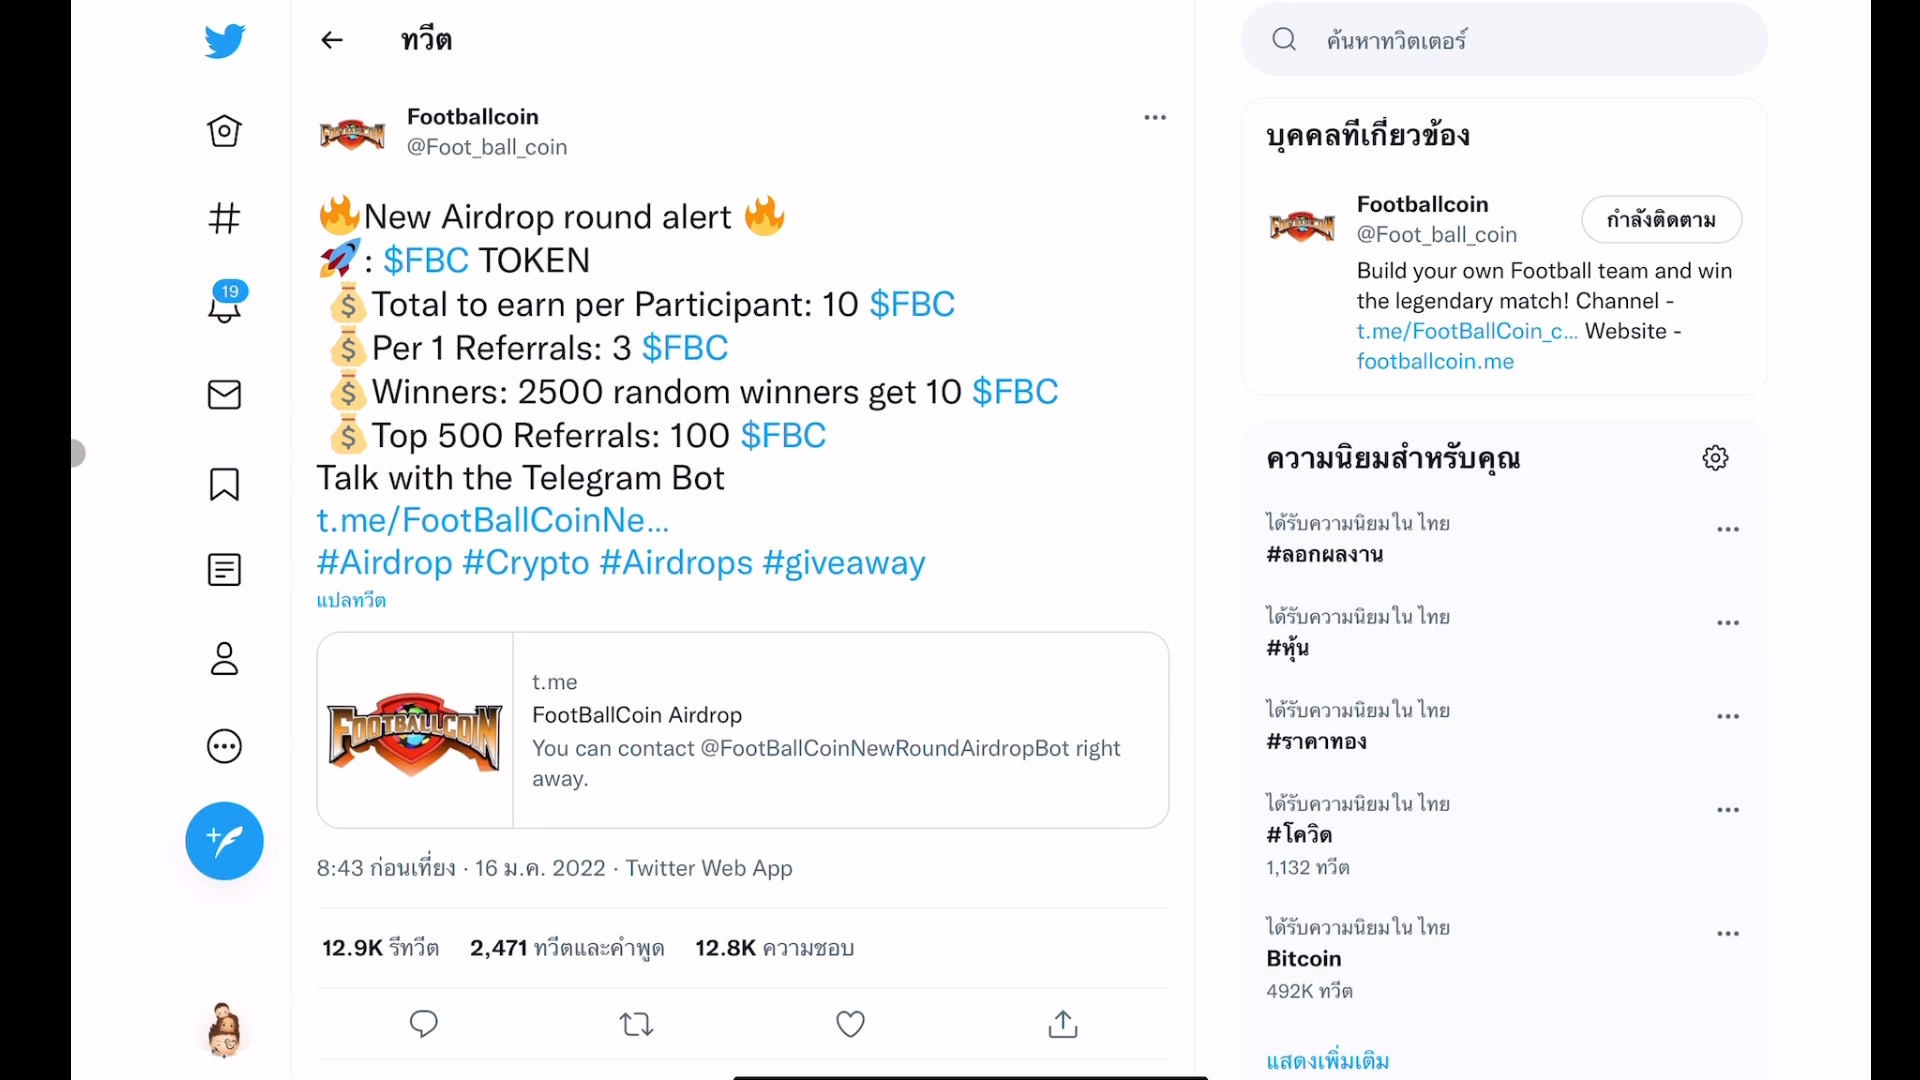 ทวีต
Footballcoin
@Foot_ball_coin
🔥New Airdrop round alert 🔥
🚀: $FBC TOKEN
💰Total to earn per Participant: 10 $FBC
💰Per 1 Referrals: 3 $FBC
💰Winners: 2500 random winners get 10 $FBC
💰Top 500 Referrals: 100 $FBC
Talk with the Telegram Bot
t.me/FootBallCoinNe...
#Airdrop #Crypto #Airdrops #giveaway
แปลทวีต
FOOTBALLCOIN
t.me
FootBallCoin Airdrop
You can contact @FootBallCoinNewRoundAirdropBot right
away.
8:43 ก่อนเที่ยง · 16 ม.ค. 2022 · Twitter Web App
12.9K รีทวีต 2,471 ทวีตและคำพูด 12.8K ความชอบ
19
ค้นหาทวิตเตอร์
บุคคลที่เกี่ยวข้อง
Footballcoin
@Foot_ball_coin
กำลังติดตาม
Build your own Football team and win
the legendary match! Channel -
t.me/FootBallCoin_c... Website -
footballcoin.me
ความนิยมสำหรับคุณ
ได้รับความนิยมใน ไทย
#ลอกผลงาน
ได้รับความนิยมใน ไทย
#หุ้น
ได้รับความนิยมใน ไทย
#ราคาทอง
ได้รับความนิยมใน ไทย
#โควิด
1,132 ทวีต
ได้รับความนิยมใน ไทย
Bitcoin
492K ทวีต
แสดงเพิ่มเติม